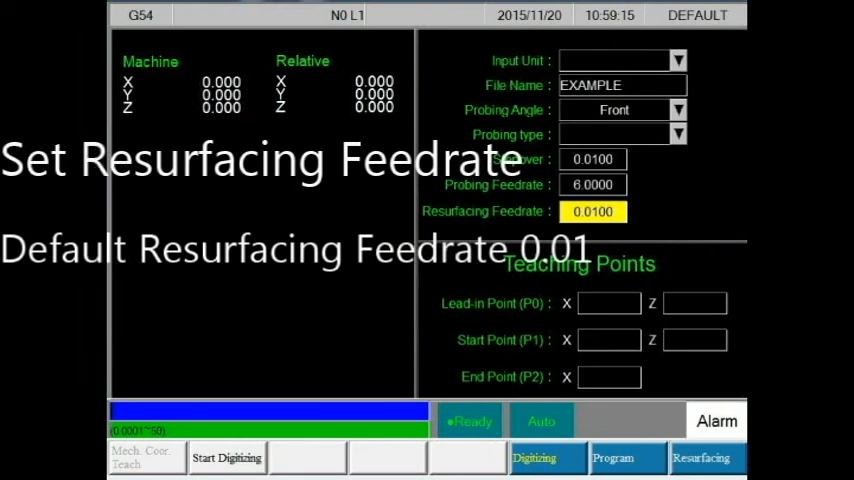 G54 N0 L1 2015/11/20 10:59:15 DEFAULT
Machine Relative
X 0.000 X 0.000
Y 0.000 Y 0.000
Z 0.000 Z 0.000
Input Unit :
File Name : EXAMPLE
Probing Angle : Front
Probing type :
Set Resurfacing Feedrate
Stepover : 0.0100
Probing Feedrate : 6.0000
Resurfacing Feedrate : 0.0100
Default Resurfacing Feedrate 0.01
Teaching Points
Lead-in Point (P0) : X Z
Start Point (P1) : X Z
End Point (P2) : X
(0.0001~50)
●Ready Auto Alarm
Mech. Coor.
Teach
Start Digitizing
Digitizing
Program
Resurfacing